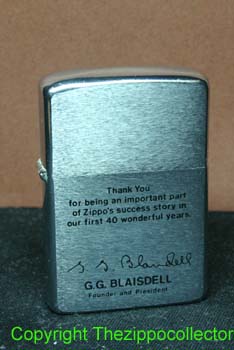 Thank You
for being an important part
of Zippo's success story in
our first 40 wonderful years.
G. G. Blaisdell
G.G. BLAISDELL
Founder and President
Copyright Thezippocollector